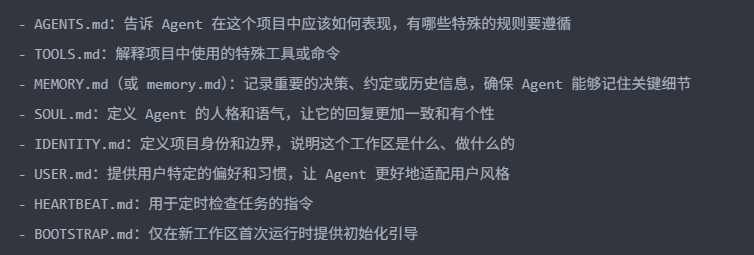 - AGENTS.md：告诉 Agent 在这个项目中应该如何表现，有哪些特殊的规则要遵循
- TOOLS.md：解释项目中使用的特殊工具或命令
- MEMORY.md（或 memory.md）：记录重要的决策、约定或历史信息，确保 Agent 能够记住关键细节
- SOUL.md：定义 Agent 的人格和语气，让它的回复更加一致和有个性
- IDENTITY.md：定义项目身份和边界，说明这个工作区是什么、做什么的
- USER.md：提供用户特定的偏好和习惯，让 Agent 更好地适配用户风格
- HEARTBEAT.md：用于定时检查任务的指令
- BOOTSTRAP.md：仅在新工作区首次运行时提供初始化引导